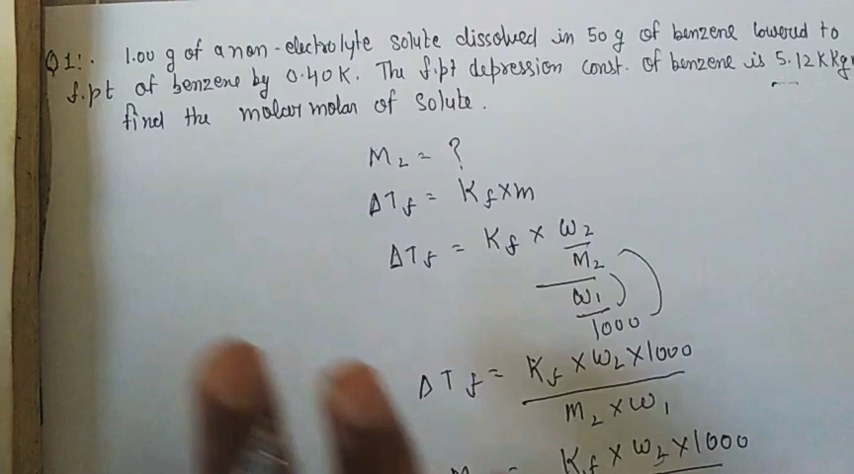 Q1:. 1.00 g of a non-electrolyte solute dissolved in 50 g of benzene lowered to
f.pt of benzene by 0.40K. The f.pt depression const. of benzene is 5.12 K Kg
find the molar molar of solute.
M₂ = ?
ΔTf = Kf × m
ΔTf = Kf × w₂
M₂
w₁
1000
ΔTf = Kf × w₂ × 1000
M₂ × w₁
= Kf × w₂ × 1000